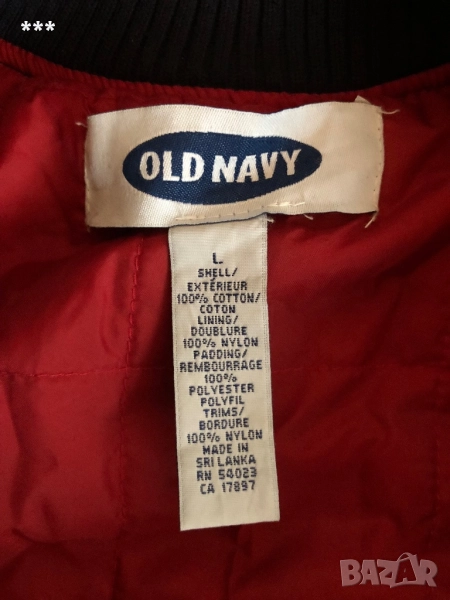 ***
OLD NAVY
L
SHELL/
EXTÉRIEUR
100% COTTON/
COTON
LINING/
DOUBLURE
100% NYLON
PADDING/
REMBOURRAGE
100%
POLYESTER
POLYFIL
TRIMS/
BORDURE
100% NYLON
MADE IN
SRI LANKA
RN 54023
CA 17897
BAZAR